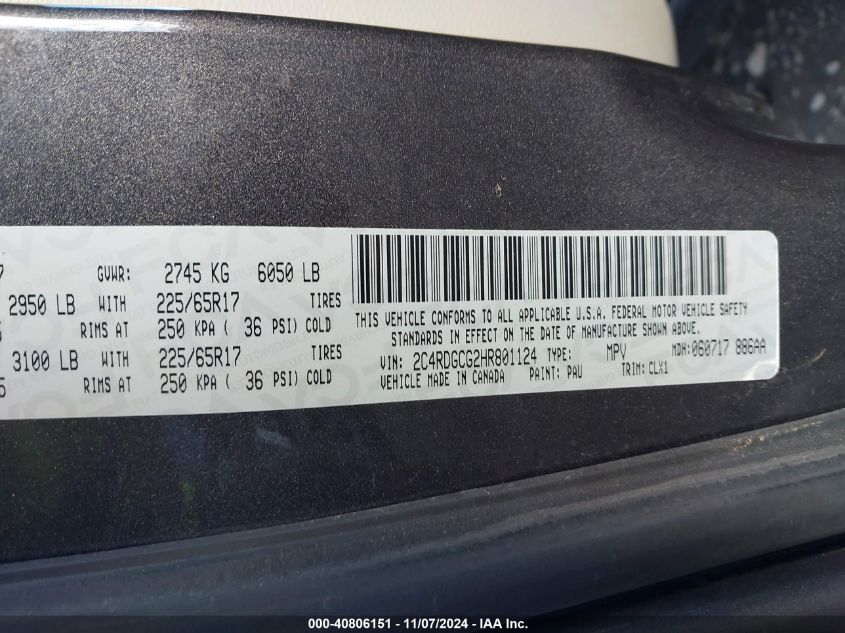 7 GVWR: 2745 KG 6050 LB
2950 LB WITH 225/65R17 TIRES
RIMS AT 250 KPA ( 36 PSI) COLD
3100 LB WITH 225/65R17 TIRES
RIMS AT 250 KPA ( 36 PSI) COLD
THIS VEHICLE CONFORMS TO ALL APPLICABLE U.S.A. FEDERAL MOTOR VEHICLE SAFETY
STANDARDS IN EFFECT ON THE DATE OF MANUFACTURE SHOWN ABOVE.
VIN: 2C4RDGCG2HR801124 TYPE: MPV MDH:060717 886AA
VEHICLE MADE IN CANADA PAINT: PAU TRIM: CLX1
000-40806151 - 11/07/2024 - IAA Inc.